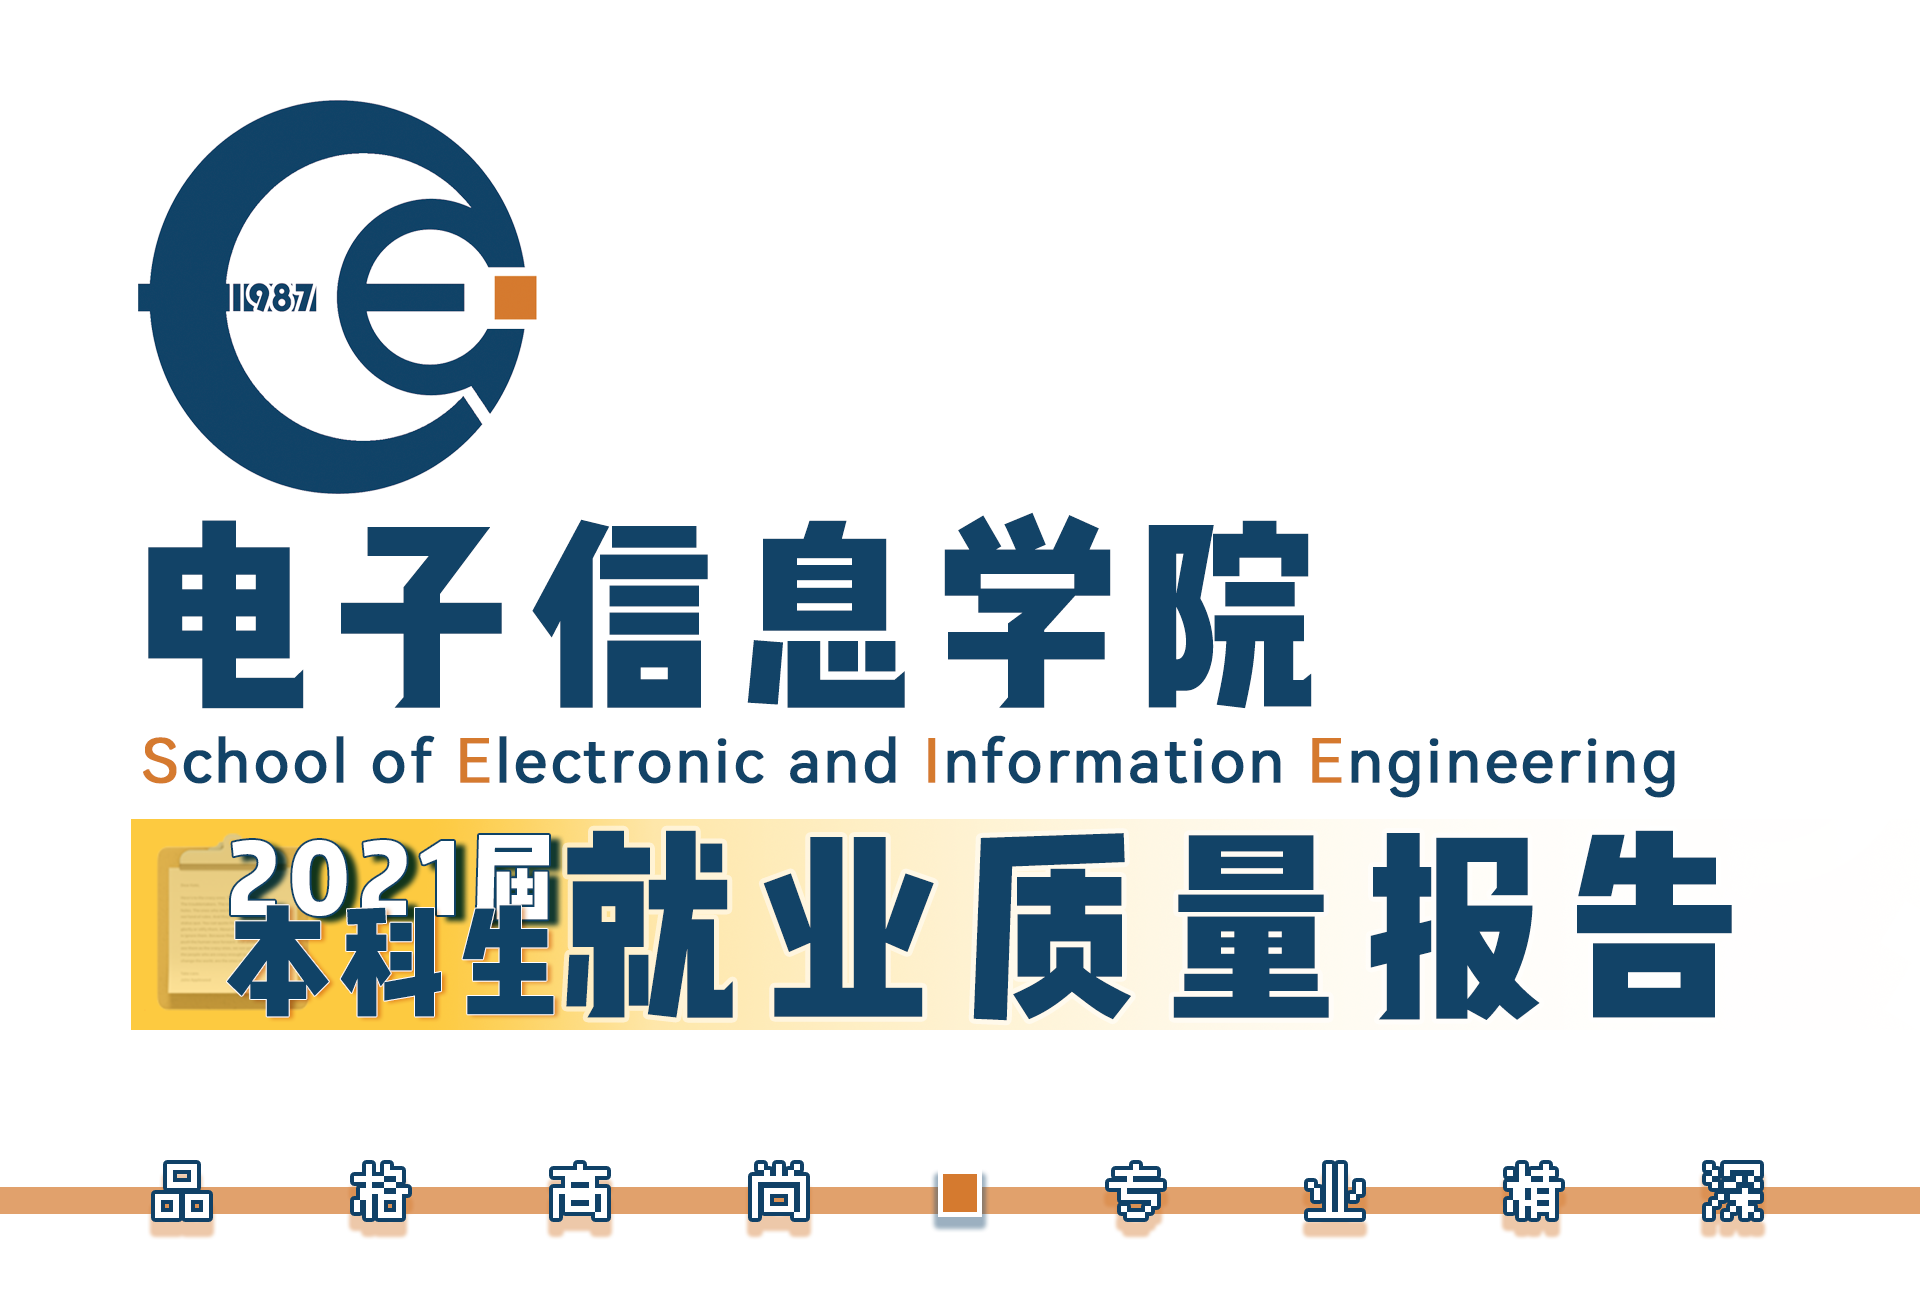 1987
电子信息学院
School of Electronic and Information Engineering
2021届
本科生
就业质量报告
品格高尚 专业精深